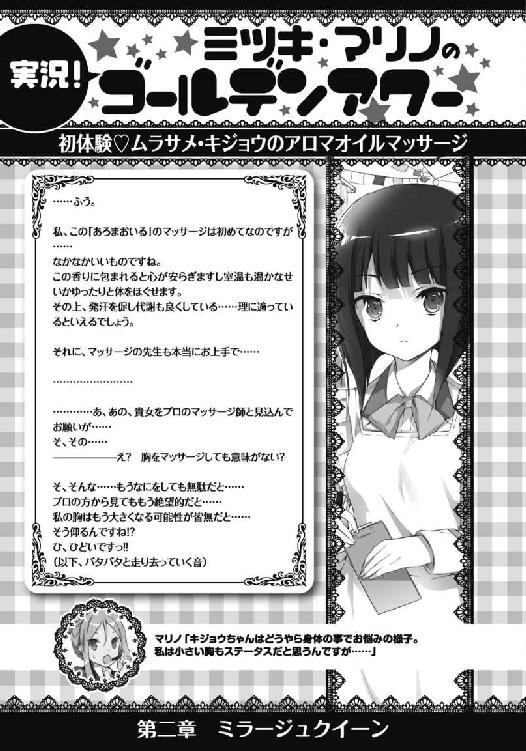 実況！
ミツキ・マリノの
ゴールデンアワー
初体験♡ムラサメ・キジョウのアロマオイルマッサージ
……ふう。
私、この「あろまおいる」のマッサージは初めてなのですが
……
なかなかいいものですね。
この香りに包まれると心が安らぎますし室温も温かなせ
いかゆったりと体をほぐせます。
その上、発汗を促し代謝も良くしている……理に適ってい
るといえるでしょう。
それに、マッサージの先生も本当にお上手で……
……………………
…………あ、あの、貴女をプロのマッサージ師と見込んで
お願いが……
そ、その……
――――――え？　胸をマッサージしても意味がない？
そ、そんな……もうなにをしても無駄だと……
プロの方から見てももう絶望的だと……
私の胸はもう大きくなる可能性が皆無だと……
そう仰るんですね!?
ひ、ひどいですっ!!
（以下、バタバタと走り去っていく音）
マリノ「キジョウちゃんはどうやら身体の事でお悩みの様子。
私は小さい胸もステータスだと思うんですが……」
第二章　ミラージュクイーン